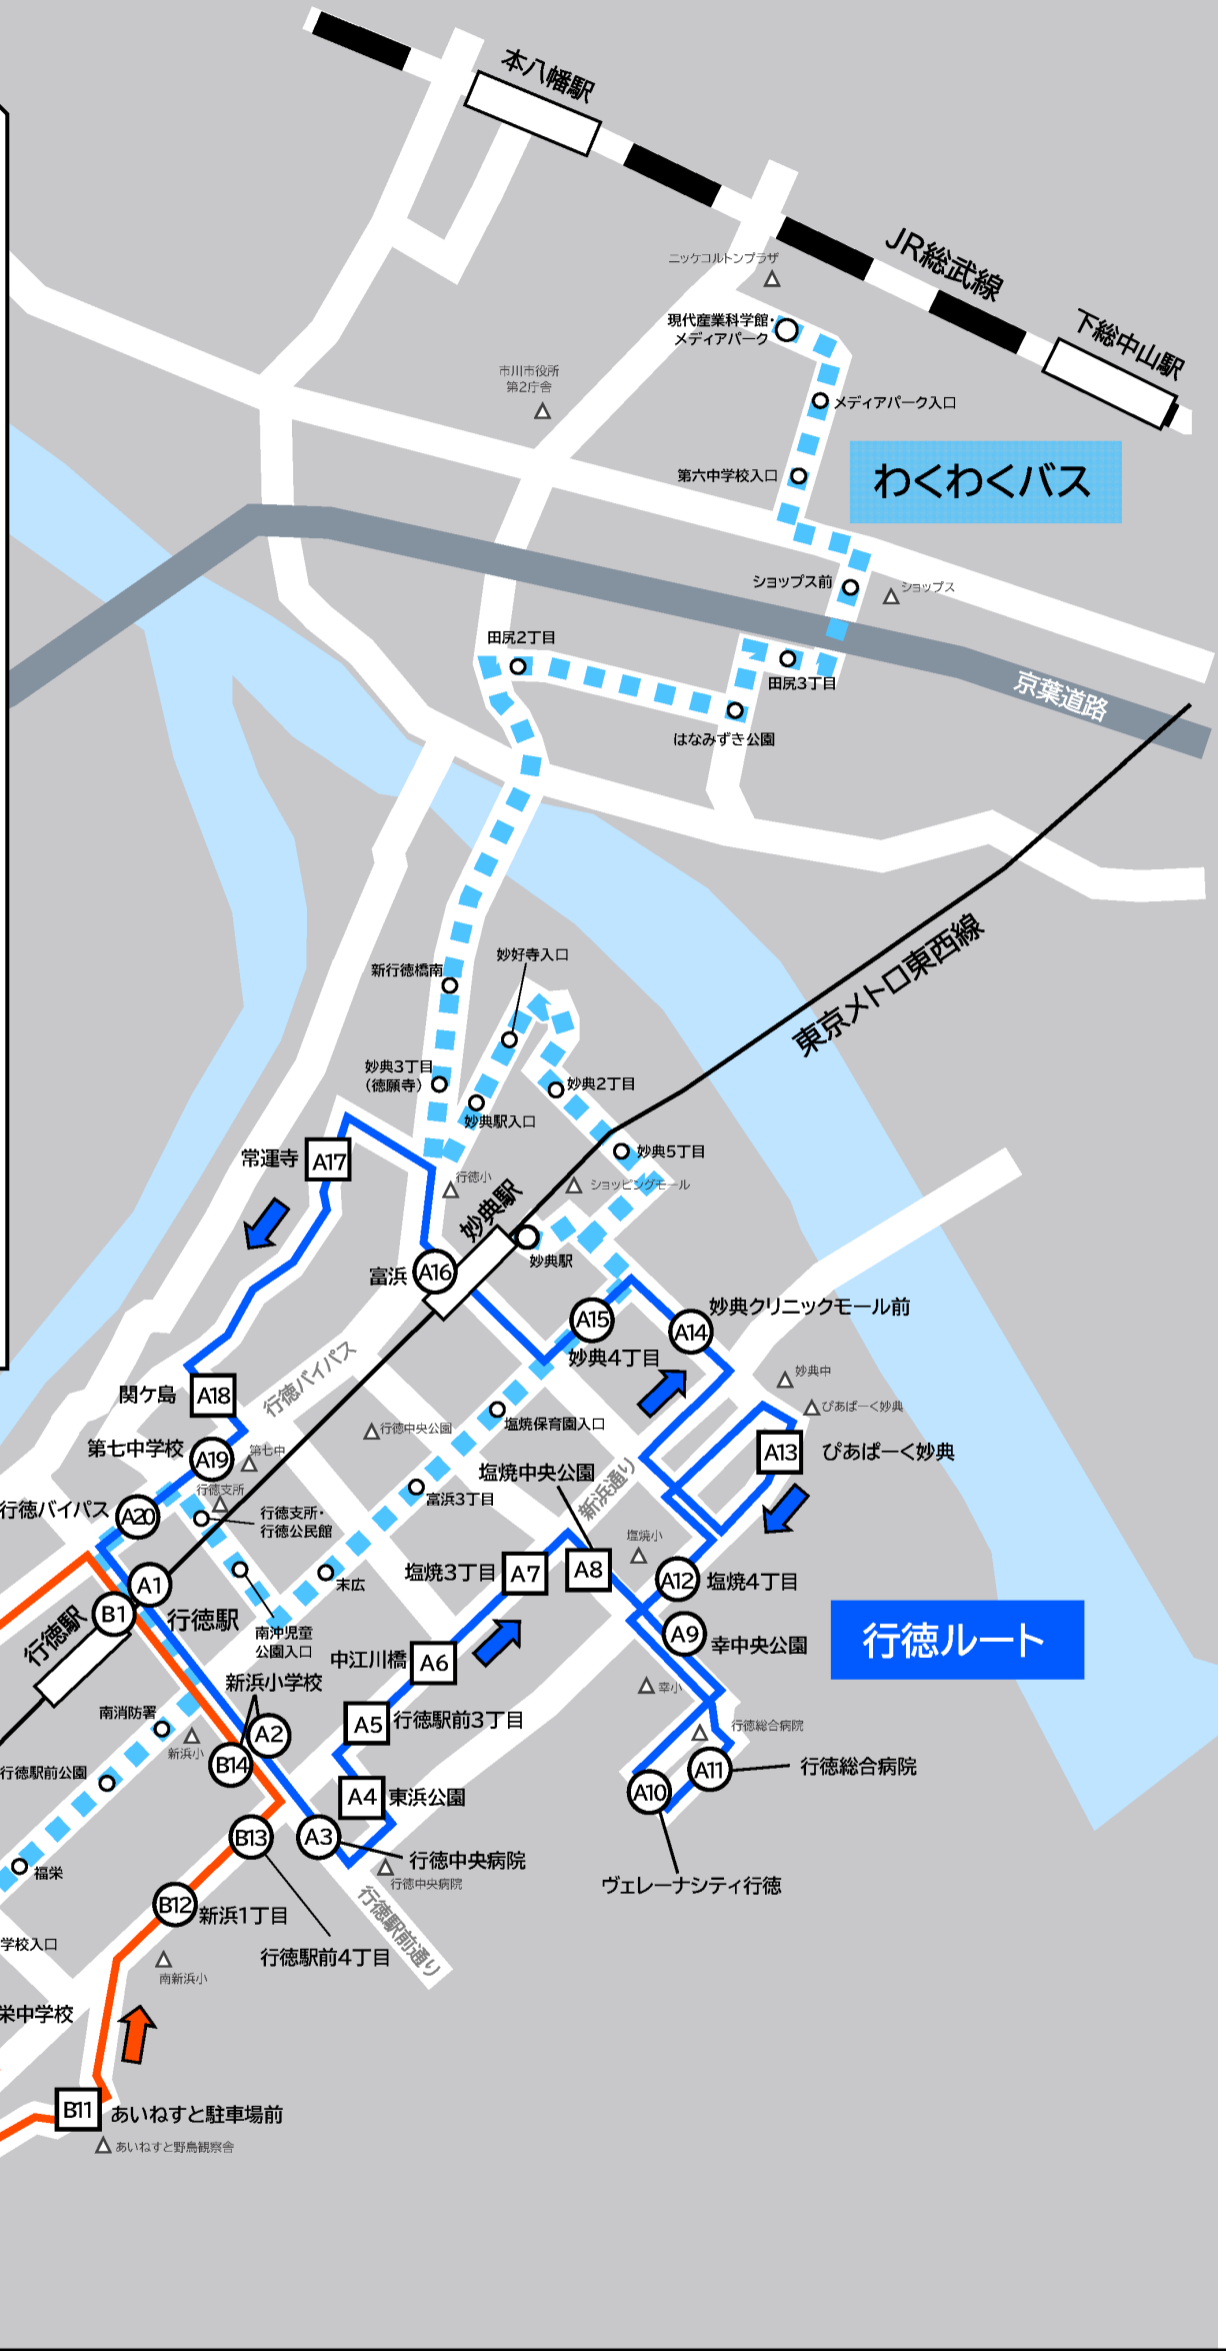 本八幡駅
JR総武線
下総中山駅
ニッケコルトンプラザ
現代産業科学館・
メディアパーク
市川市役所
第2庁舎
メディアパーク入口
わくわくバス
第六中学校入口
ショップス前
ショップス
田尻2丁目
田尻3丁目
京葉道路
はなみずき公園
東京メトロ東西線
新行徳橋南
妙好寺入口
妙典3丁目
(徳願寺)
妙典2丁目
妙典駅入口
常運寺
A17
妙典5丁目
行徳小
ショッピングモール
妙典駅
妙典駅
富浜
A16
A15
妙典4丁目
A14
妙典クリニックモール前
関ケ島
A18
行徳バイパス
妙典中
ぴあぱーく妙典
第七中学校
A19
第七中
行徳中央公園
塩焼保育園入口
A13
ぴあぱーく妙典
塩焼中央公園
新浜通り
行徳支所
行徳バイパス
A20
行徳支所・
行徳公民館
富浜3丁目
塩焼小
塩焼3丁目
A7
A8
A12
塩焼4丁目
A1
B1
行徳駅
行徳駅
末広
南沖児童
公園入口
中江川橋
A6
A9
幸中央公園
行徳ルート
新浜小学校
幸小
南消防署
新浜小
A2
B14
A5
行徳駅前3丁目
行徳総合病院
行徳駅前公園
A11
行徳総合病院
A10
A4
東浜公園
B13
A3
行徳中央病院
行徳中央病院
福栄
ヴェレーナシティ行徳
B12
新浜1丁目
行徳駅前4丁目
行徳駅前通り
学校入口
南新浜小
栄中学校
B11
あいねすと駐車場前
あいねすと野鳥観察舎